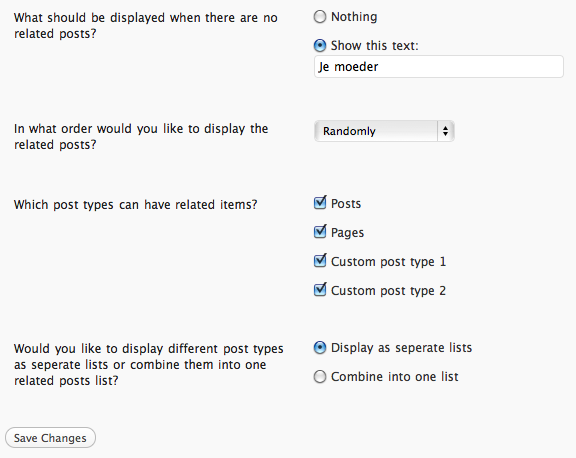 What should be displayed when there are no
related posts?
Nothing
Show this text:
Je moeder
In what order would you like to display the
related posts?
Randomly
Which post types can have related items?
Posts
Pages
Custom post type 1
Custom post type 2
Would you like to display different post types
as seperate lists or combine them into one
related posts list?
Display as seperate lists
Combine into one list
Save Changes